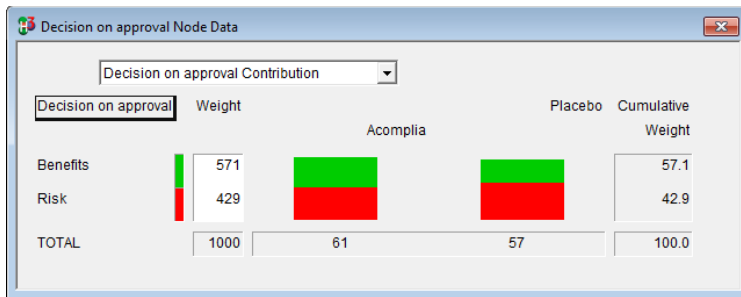 Decision on approval Node Data
Decision on approval Contribution
Decision on approval Weight Placebo Cumulative
Acomplia Weight
Benefits 571 57.1
Risk 429 42.9
TOTAL 1000 61 57 100.0